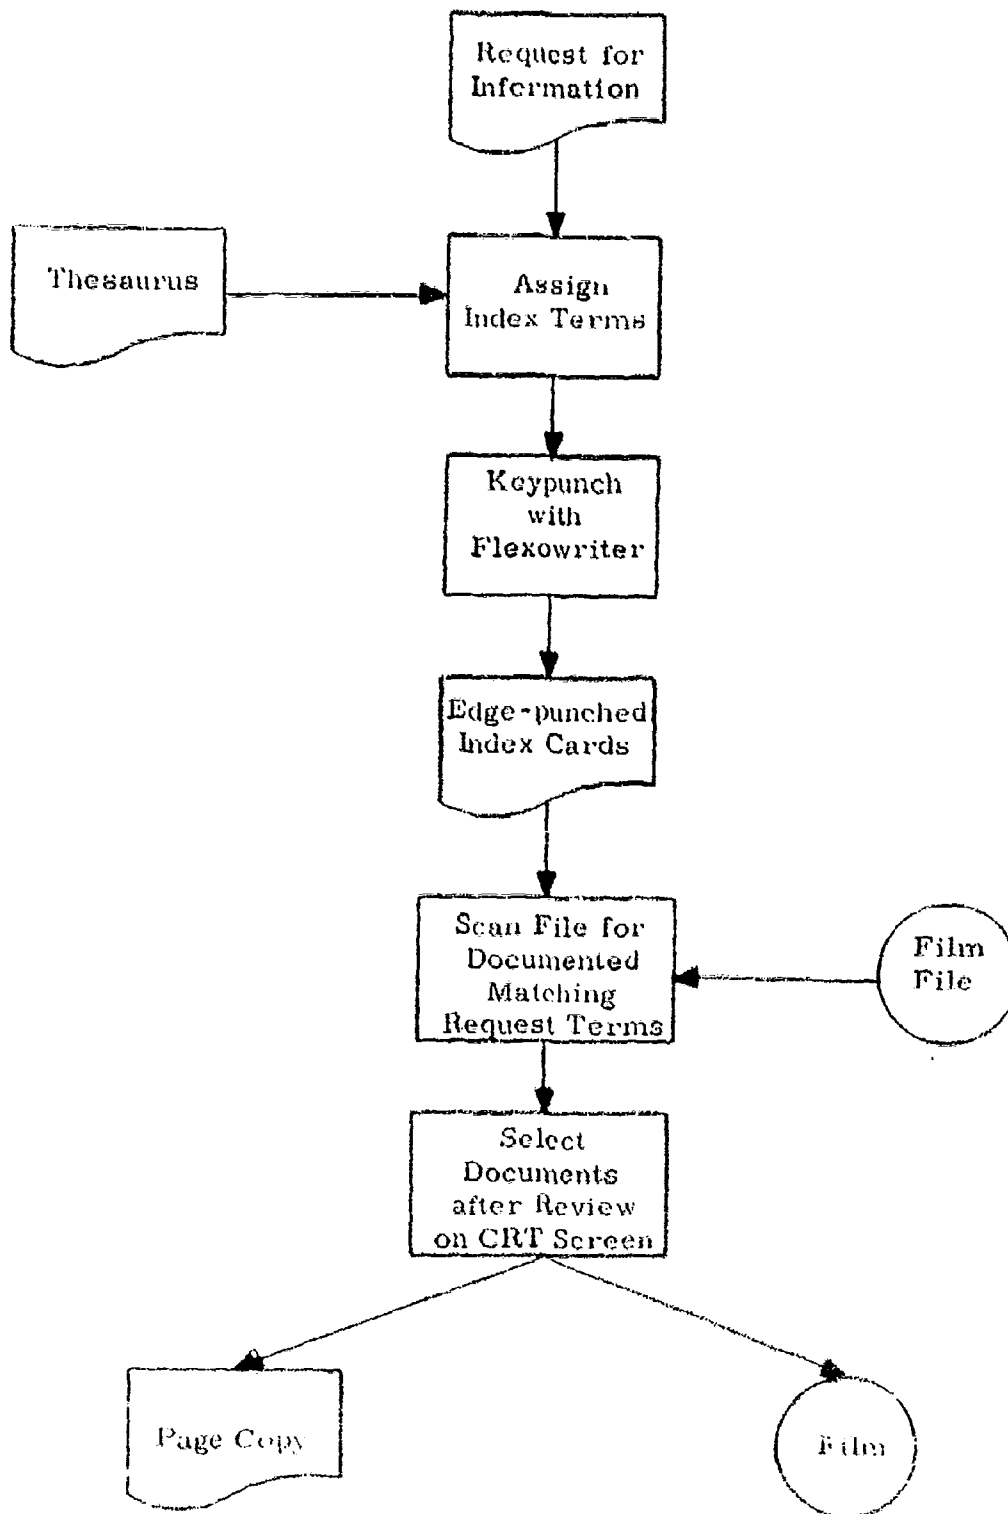 Request for
Information
Thesaurus
Assign
Index Terms
Keypunch
with
Flexowriter
Edge-punched
Index Cards
Scan File for
Documented
Matching
Request Terms
Film
File
Select
Documents
after Review
on CRT Screen
Page Copy
Film